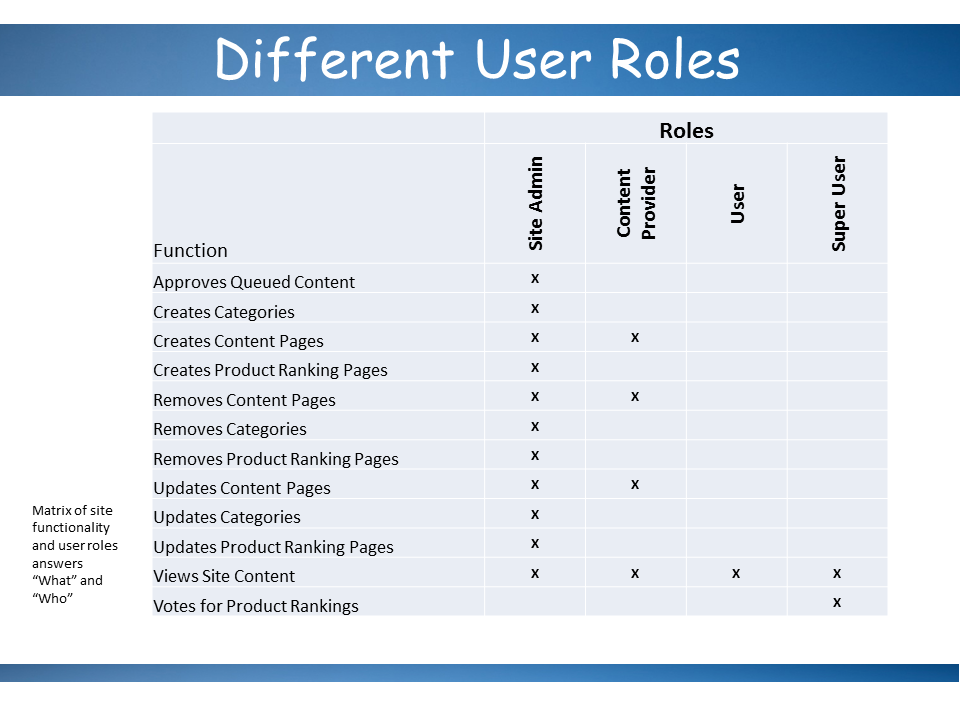 Different User Roles
Roles
Function
Site Admin
Content
Provider
User
Super User
Approves Queued Content x
Creates Categories x
Creates Content Pages x x
Creates Product Ranking Pages x
Removes Content Pages x x
Removes Categories x
Removes Product Ranking Pages x
Updates Content Pages x x
Updates Categories x
Updates Product Ranking Pages x
Views Site Content x x x x
Votes for Product Rankings x
Matrix of site
functionality
and user roles
answers
“What” and
“Who”